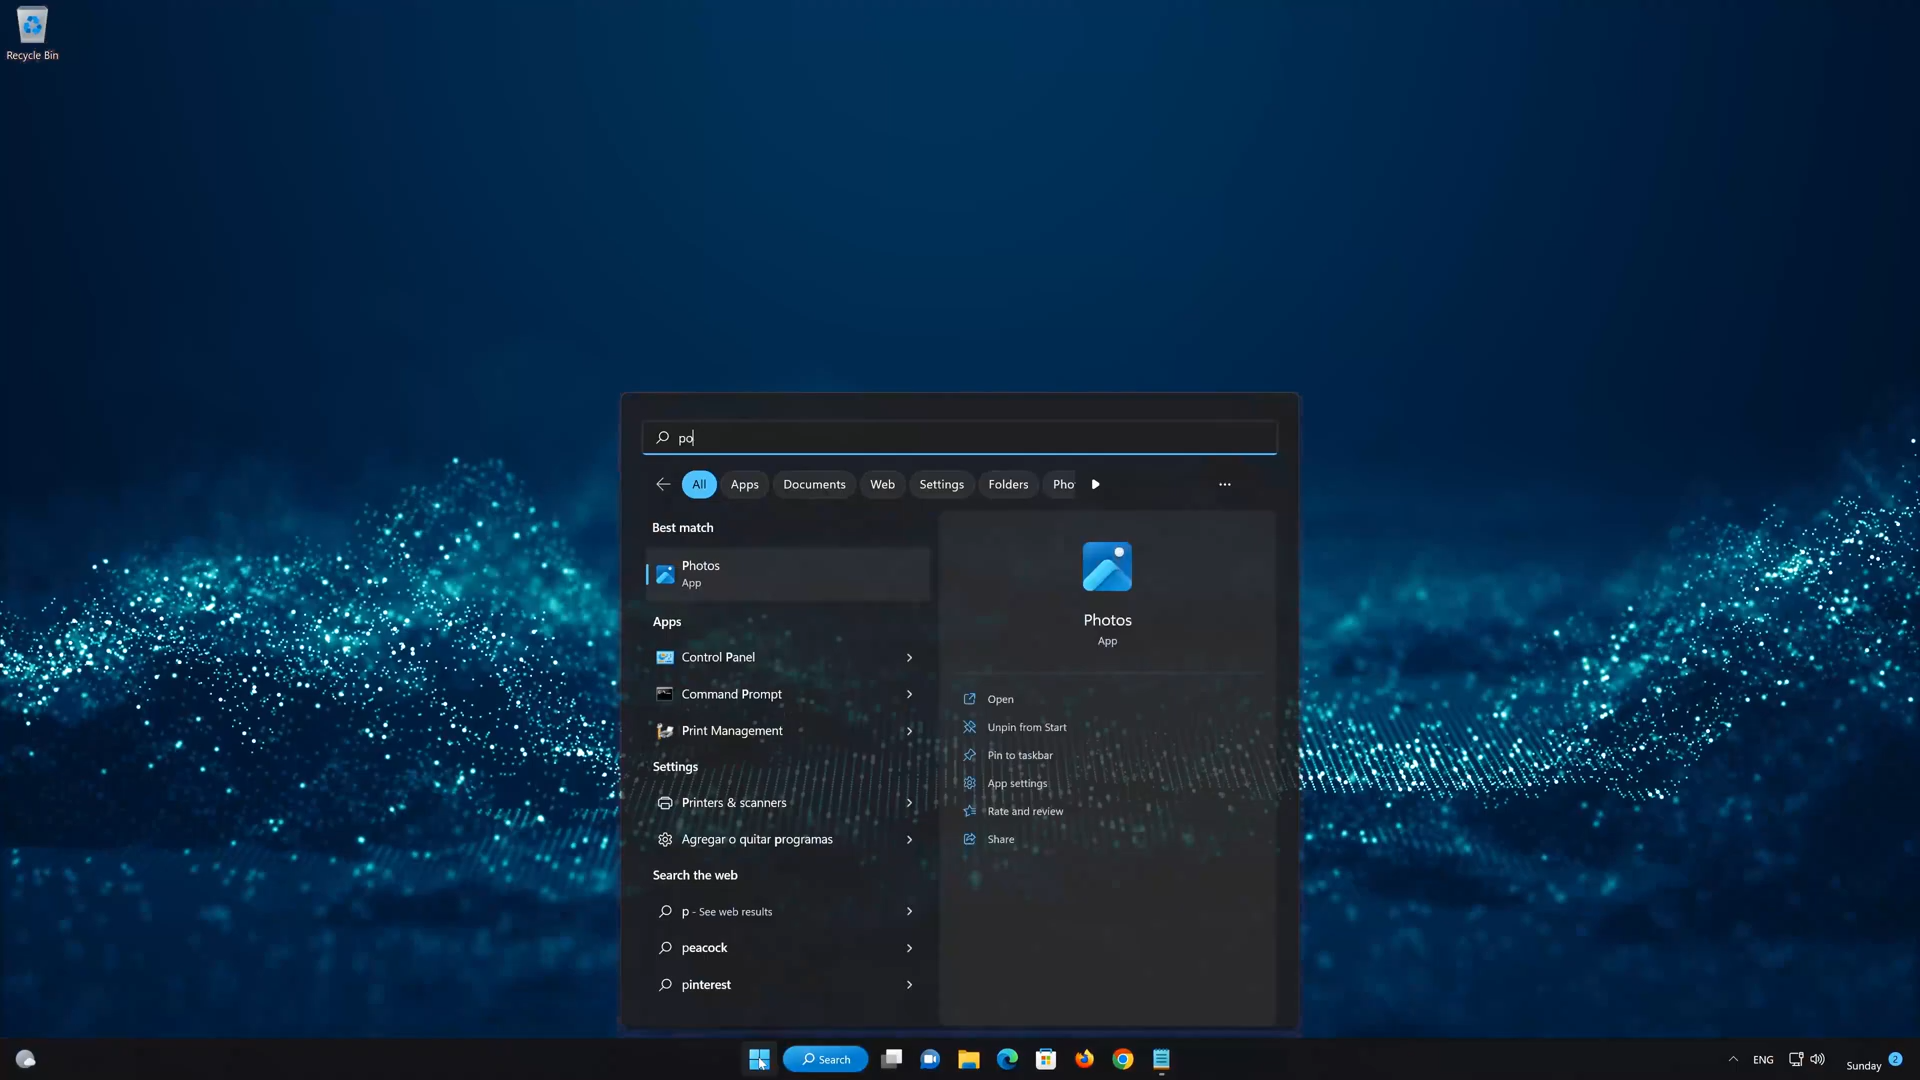 Recycle Bin
po
All
Apps
Documents
Web
Settings
Folders
Pho
Best match
Photos
App
Apps
Control Panel
Command Prompt
Print Management
Settings
Printers & scanners
Agregar o quitar programas
Search the web
p - See web results
peacock
pinterest
Photos
App
Open
Unpin from Start
Pin to taskbar
App settings
Rate and review
Share
Search
ENG
Sunday
2